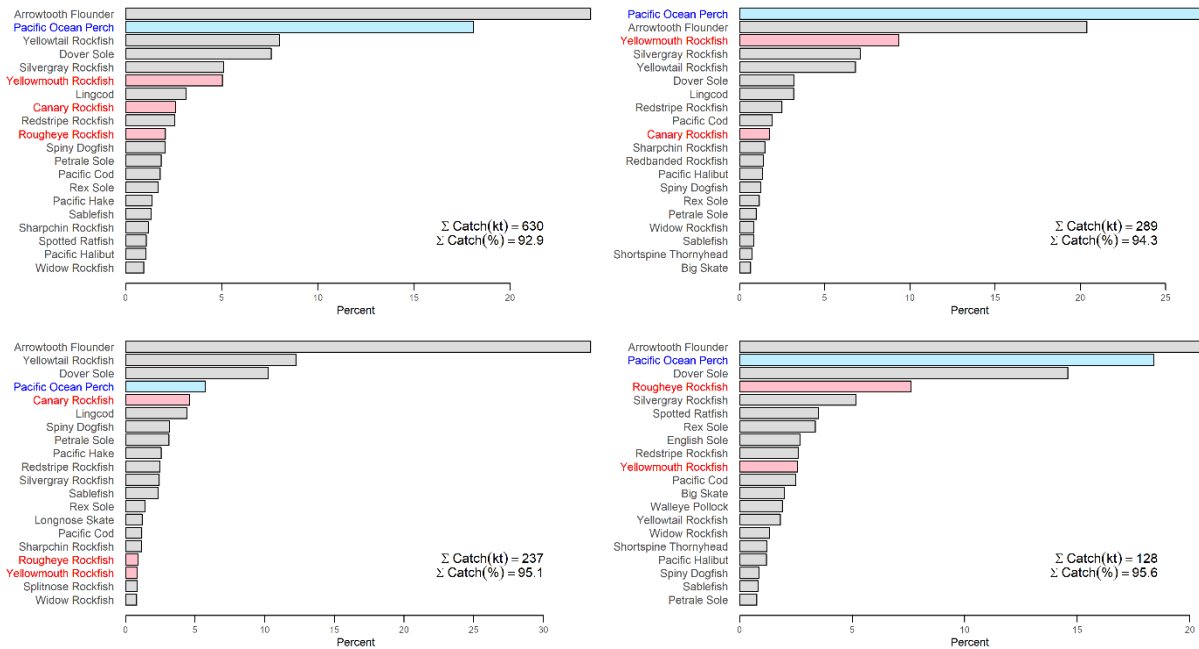 Arrowtooth Flounder
Pacific Ocean Perch
Yellowtail Rockfish
Dover Sole
Silvergray Rockfish
Yellowmouth Rockfish
Lingcod
Canary Rockfish
Redstripe Rockfish
Rougheye Rockfish
Spiny Dogfish
Petrale Sole
Pacific Cod
Rex Sole
Pacific Hake
Sablefish
Sharpchin Rockfish
Spotted Ratfish
Pacific Halibut
Widow Rockfish
Σ Catch(kt) = 630
Σ Catch(%) = 92.9
0 5 10 15 20
Percent
Pacific Ocean Perch
Arrowtooth Flounder
Yellowmouth Rockfish
Silvergray Rockfish
Yellowtail Rockfish
Dover Sole
Lingcod
Redstripe Rockfish
Pacific Cod
Canary Rockfish
Sharpchin Rockfish
Redbanded Rockfish
Pacific Halibut
Spiny Dogfish
Rex Sole
Petrale Sole
Widow Rockfish
Sablefish
Shortspine Thornyhead
Big Skate
Σ Catch(kt) = 289
Σ Catch(%) = 94.3
0 5 10 15 20 25
Percent
Arrowtooth Flounder
Yellowtail Rockfish
Dover Sole
Pacific Ocean Perch
Canary Rockfish
Lingcod
Spiny Dogfish
Petrale Sole
Pacific Hake
Redstripe Rockfish
Silvergray Rockfish
Sablefish
Rex Sole
Longnose Skate
Pacific Cod
Sharpchin Rockfish
Rougheye Rockfish
Yellowmouth Rockfish
Splitnose Rockfish
Widow Rockfish
Σ Catch(kt) = 237
Σ Catch(%) = 95.1
0 5 10 15 20 25 30
Percent
Arrowtooth Flounder
Pacific Ocean Perch
Dover Sole
Rougheye Rockfish
Silvergray Rockfish
Spotted Ratfish
Rex Sole
English Sole
Redstripe Rockfish
Yellowmouth Rockfish
Pacific Cod
Big Skate
Walleye Pollock
Yellowtail Rockfish
Widow Rockfish
Shortspine Thornyhead
Pacific Halibut
Spiny Dogfish
Sablefish
Petrale Sole
Σ Catch(kt) = 128
Σ Catch(%) = 95.6
0 5 10 15 20
Percent